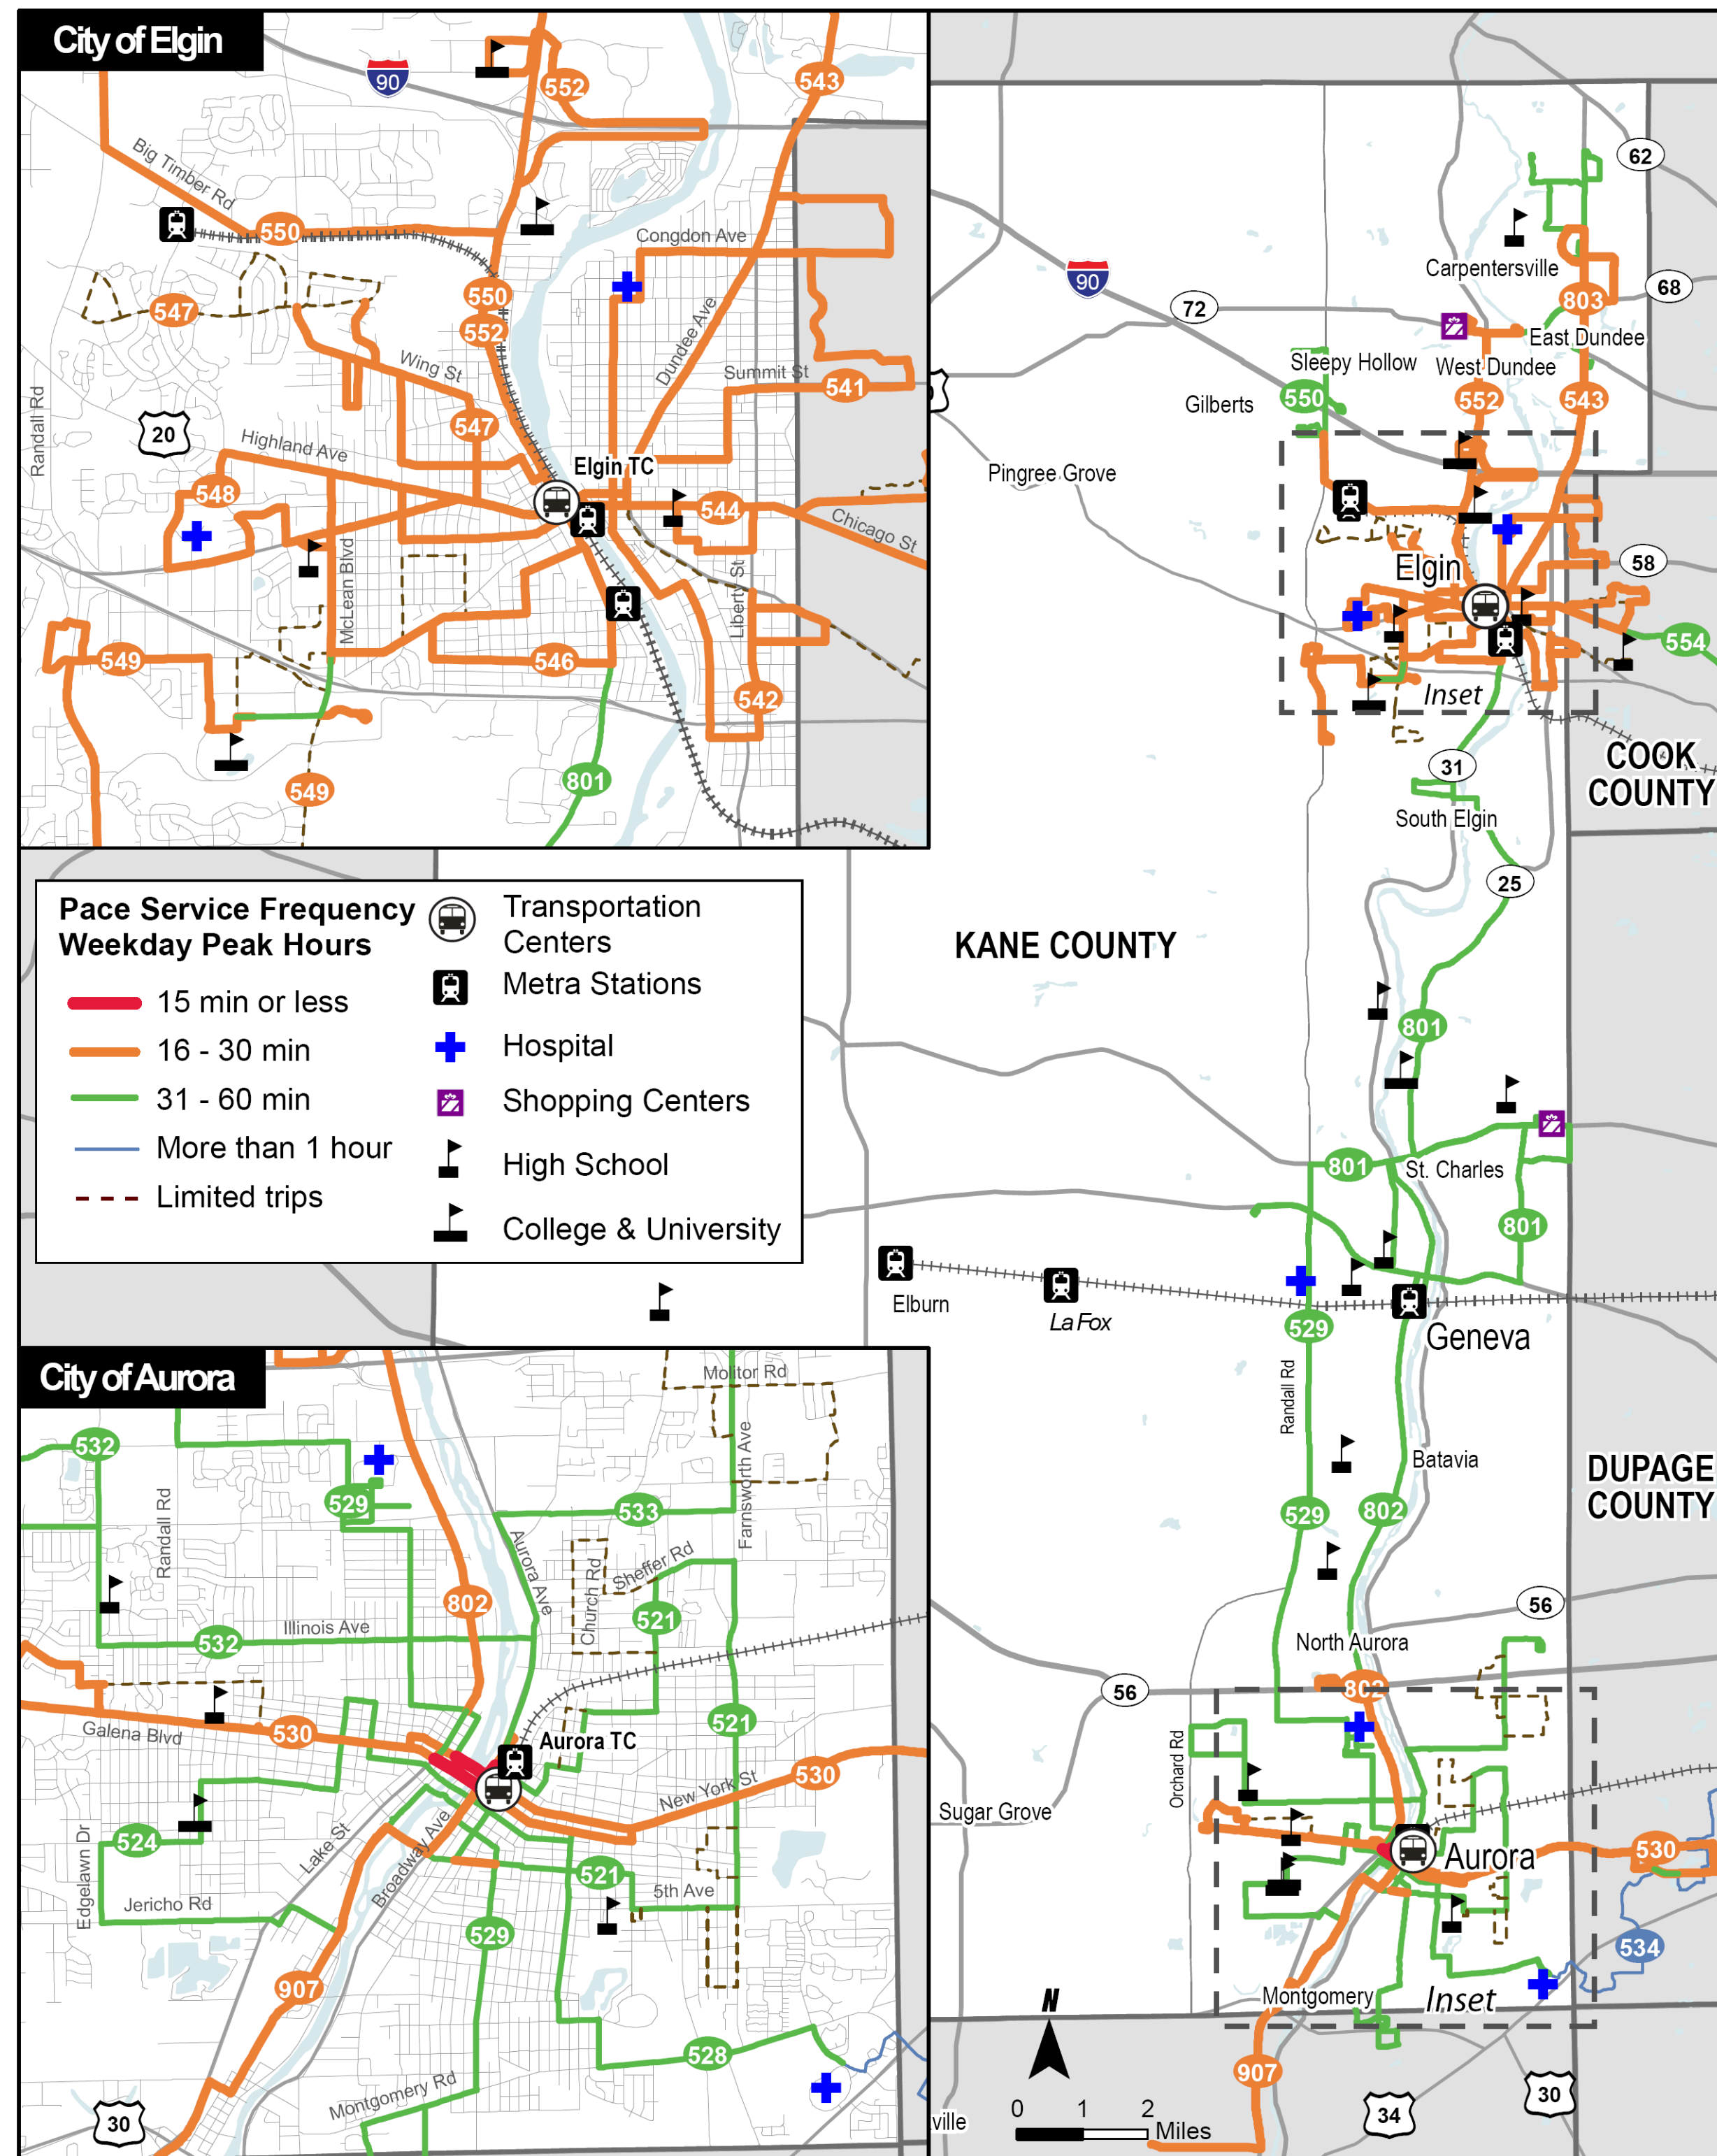 City of Elgin
90
552
543
Big Timber Rd
550
Congdon Ave
547
550
552
Dundee Ave
Wing St
Summit St
541
Randall Rd
20
547
Highland Ave
Elgin TC
548
544
Chicago St
McLean Blvd
Liberty St
549
546
542
549
801
Pace Service Frequency
Weekday Peak Hours
15 min or less
16 - 30 min
31 - 60 min
More than 1 hour
Limited trips
Transportation
Centers
Metra Stations
Hospital
Shopping Centers
High School
College & University
City of Aurora
Molitor Rd
532
Randall Rd
529
533
Farnsworth Ave
Aurora Ave
Church Rd
Sheffer Rd
802
521
Illinois Ave
532
Galena Blvd
530
521
Aurora TC
530
New York St
524
Lake St
Broadway Ave
Edgelawn Dr
Jericho Rd
521
5th Ave
529
907
528
Montgomery Rd
30
62
Carpentersville
90
68
72
803
East Dundee
Sleepy Hollow
West Dundee
550
552
543
Gilberts
Pingree Grove
58
Elgin
554
Inset
COOK
COUNTY
31
South Elgin
25
KANE COUNTY
801
801
St. Charles
801
Elburn
La Fox
529
Geneva
Randall Rd
Batavia
DUPAGE
COUNTY
529
802
56
North Aurora
56
802
Orchard Rd
Sugar Grove
530
Aurora
534
Montgomery
Inset
N
907
0 1 2
Miles
34
30
ville